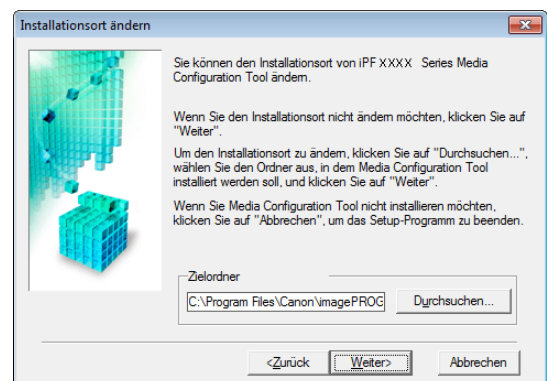 Installationsort ändern
Sie können den Installationsort von iPF XXXX Series Media
Configuration Tool ändern.
Wenn Sie den Installationsort nicht ändern möchten, klicken Sie auf
"Weiter".
Um den Installationsort zu ändern, klicken Sie auf "Durchsuchen...",
wählen Sie den Ordner aus, in dem Media Configuration Tool
installiert werden soll, und klicken Sie auf "Weiter".
Wenn Sie Media Configuration Tool nicht installieren möchten,
klicken Sie auf "Abbrechen", um das Setup-Programm zu beenden.
Zielordner
C:\Program Files\Canon\imagePROG
Durchsuchen...
<Zurück
Weiter>
Abbrechen